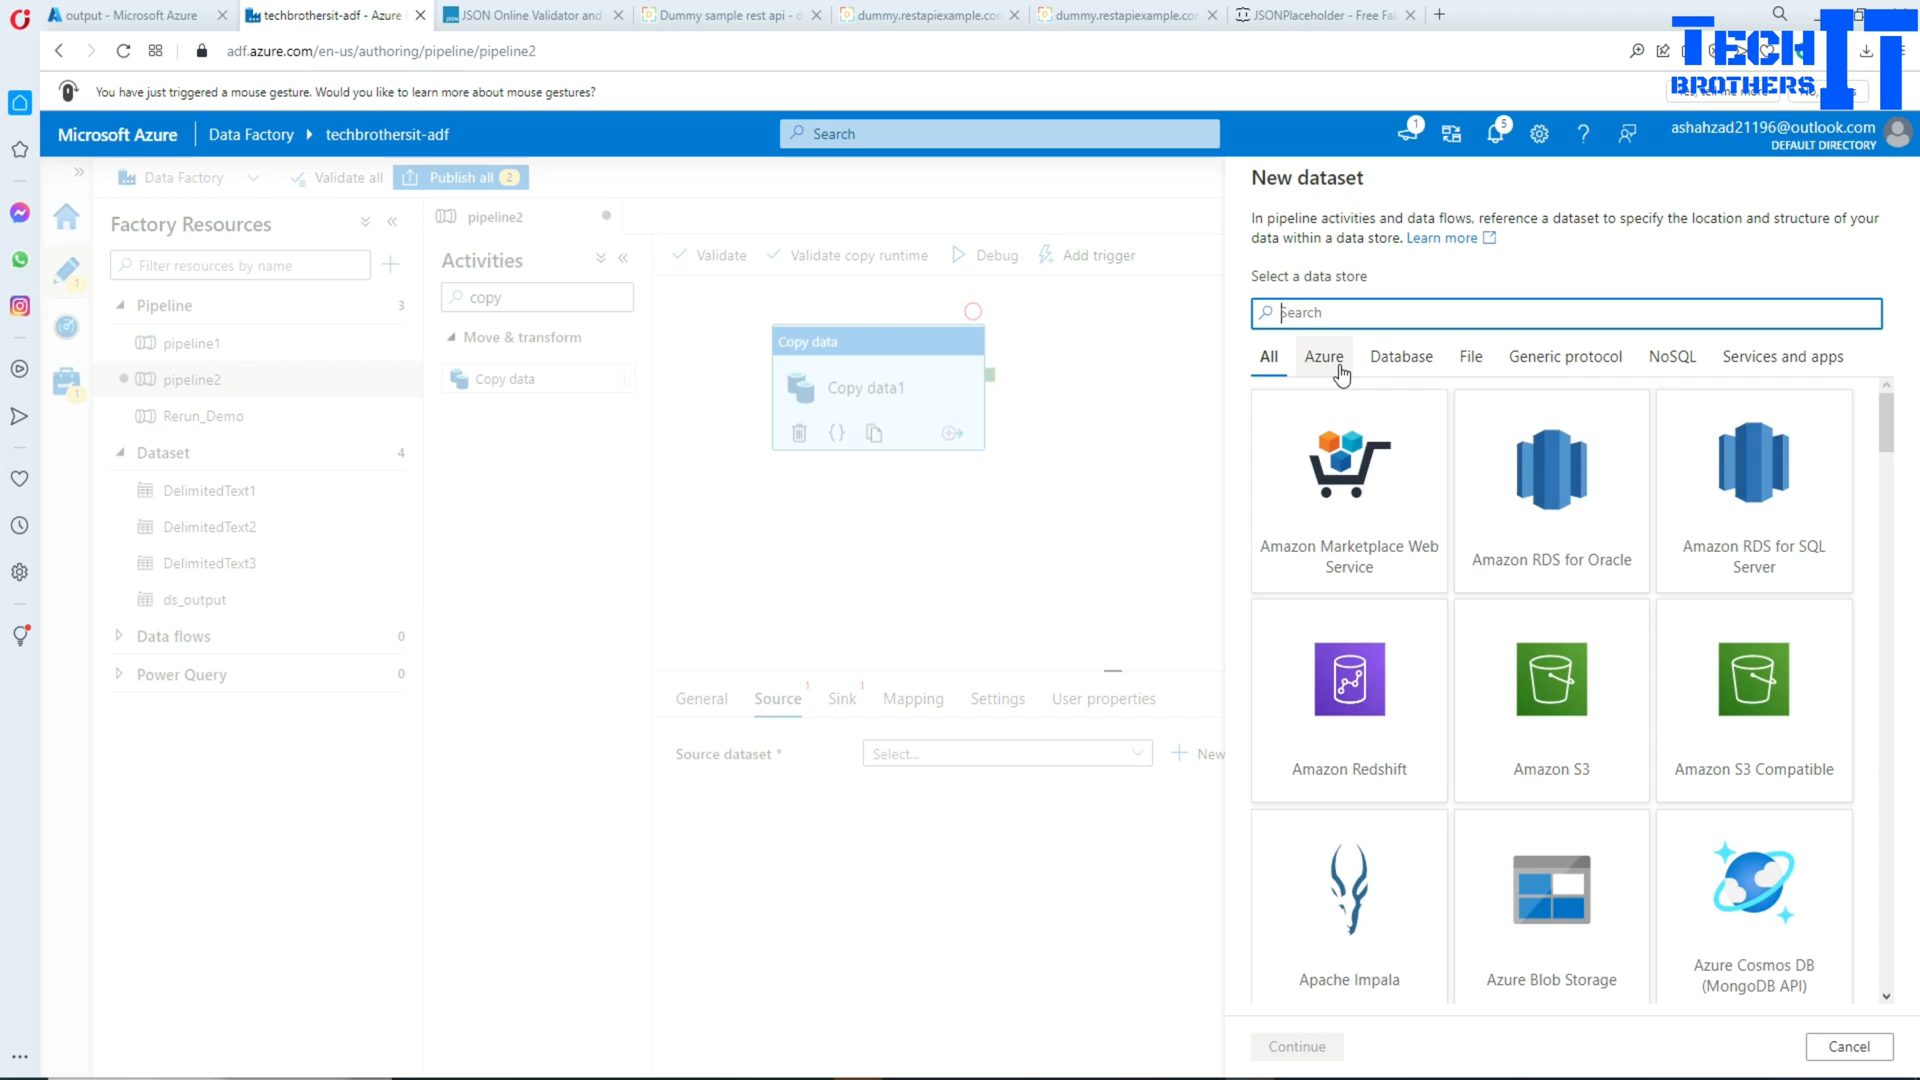 output - Microsoft Azure
techbrothersit-adf - Azure
JSON Online Validator and
Dummy sample rest api - d
dummy.restapiexample.co
dummy.restapiexample.co
JSONPlaceholder - Free Fa
adf.azure.com/en-us/authoring/pipeline/pipeline2
TECH IT
BROTHERS
You have just triggered a mouse gesture. Would you like to learn more about mouse gestures?
Microsoft Azure
Data Factory
techbrothersit-adf
Search
1
5
ashahzad21196@outlook.com
DEFAULT DIRECTORY
Data Factory
Validate all
Publish all 2
pipeline2
New dataset
In pipeline activities and data flows, reference a dataset to specify the location and structure of your
data within a data store. Learn more
Factory Resources
Filter resources by name
Activities
copy
Validate
Validate copy runtime
Debug
Add trigger
Select a data store
Search
1
Pipeline 3
pipeline1
pipeline2
Rerun_Demo
Dataset 4
DelimitedText1
DelimitedText2
DelimitedText3
ds_output
Data flows 0
Power Query 0
1
Move & transform
Copy data
Copy data
Copy data1
All
Azure
Database
File
Generic protocol
NoSQL
Services and apps
Amazon Marketplace Web
Service
Amazon RDS for Oracle
Amazon RDS for SQL
Server
Amazon Redshift
Amazon S3
Amazon S3 Compatible
Apache Impala
Azure Blob Storage
Azure Cosmos DB
(MongoDB API)
General
Source 1
Sink 1
Mapping
Settings
User properties
Source dataset *
Select...
New
Continue
Cancel